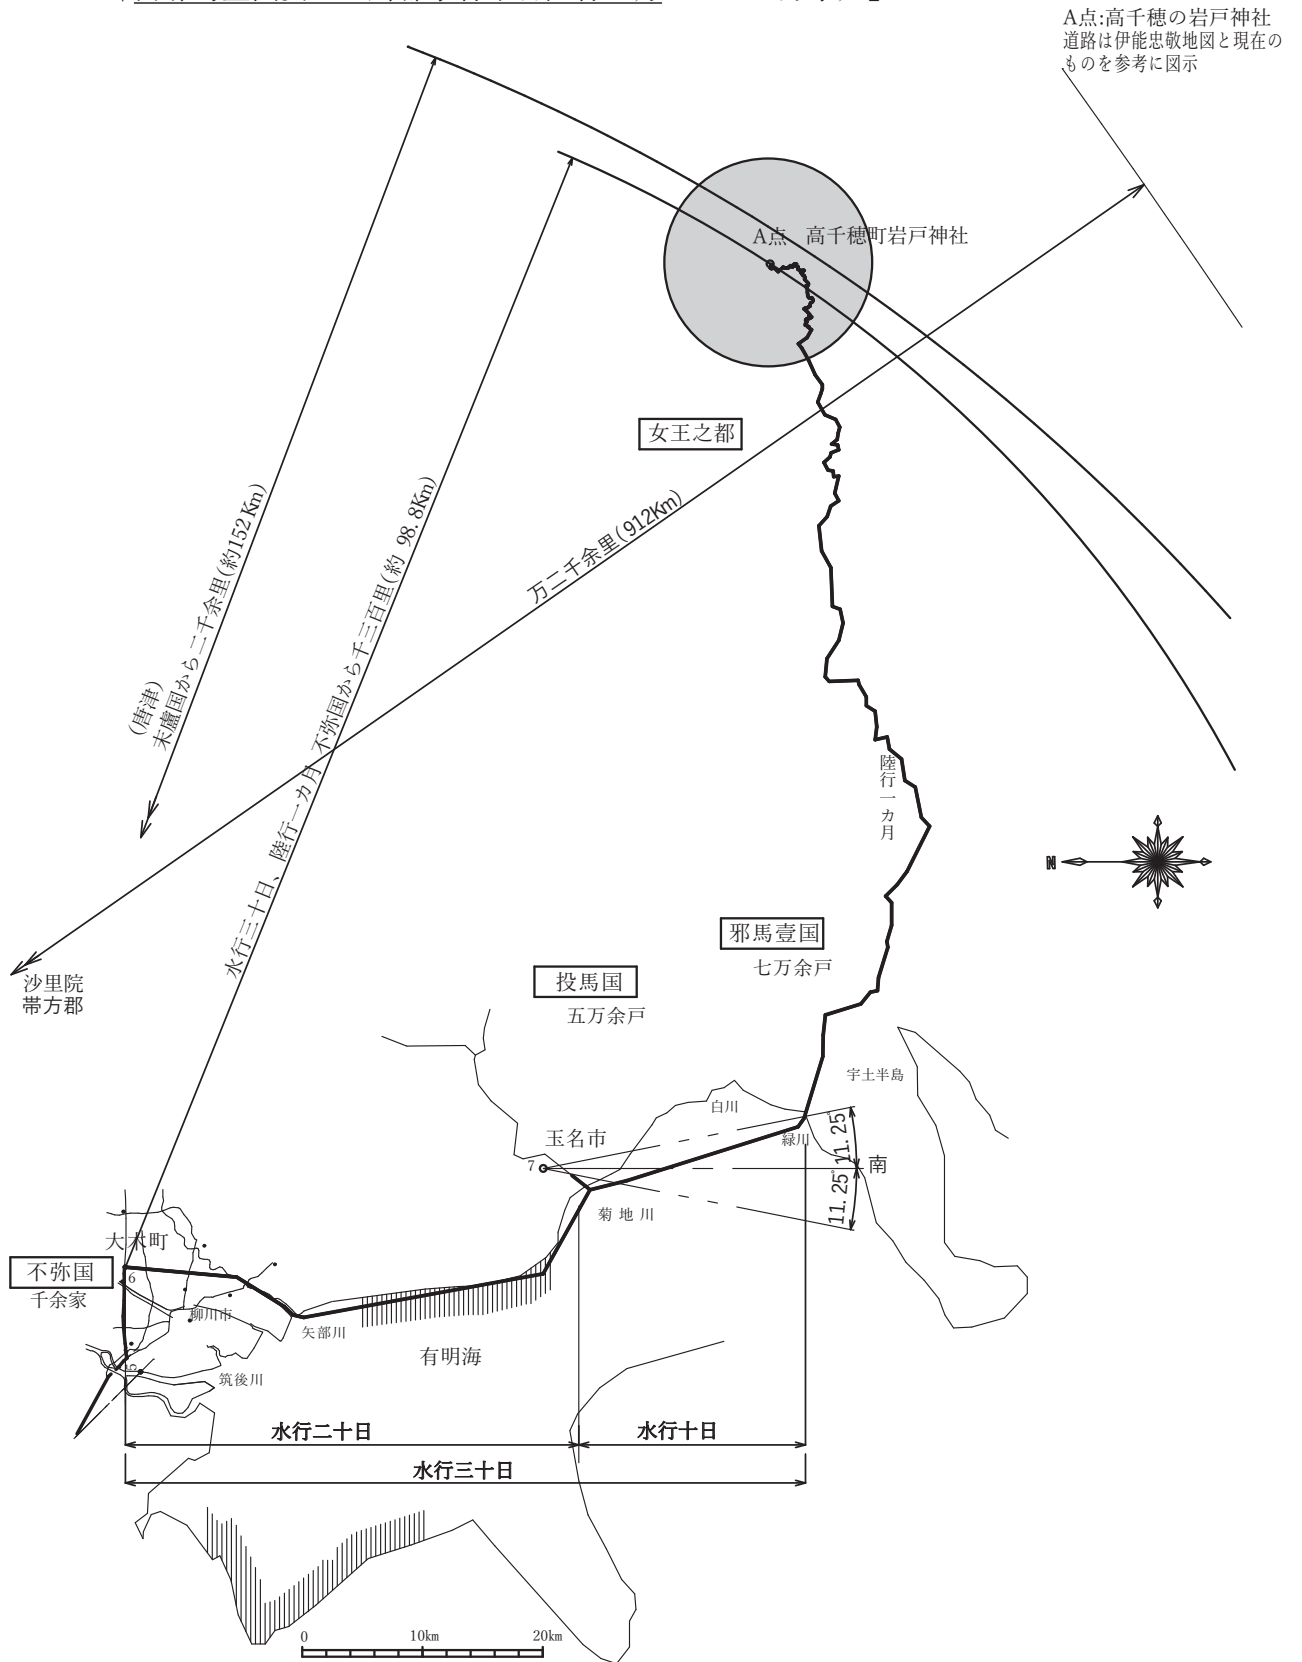 A点:高千穂の岩戸神社
道路は伊能忠敬地図と現在の
ものを参考に図示
A点 高千穂町岩戸神社
女王之都
(唐津)
末盧国から二千余里(約152Km)
水行三十日、陸行一カ月 不弥国から千三百里(約 98.8Km)
万二千余里(912Km)
陸行一カ月
N
沙里院
帯方郡
邪馬壹国
七万余戸
投馬国
五万余戸
宇土半島
白川
緑川
11.25°
南
11.25°
玉名市
7
菊地川
大木町
不弥国
千余家
6
柳川市
矢部川
有明海
5
筑後川
水行二十日
水行十日
水行三十日
0 10km 20km